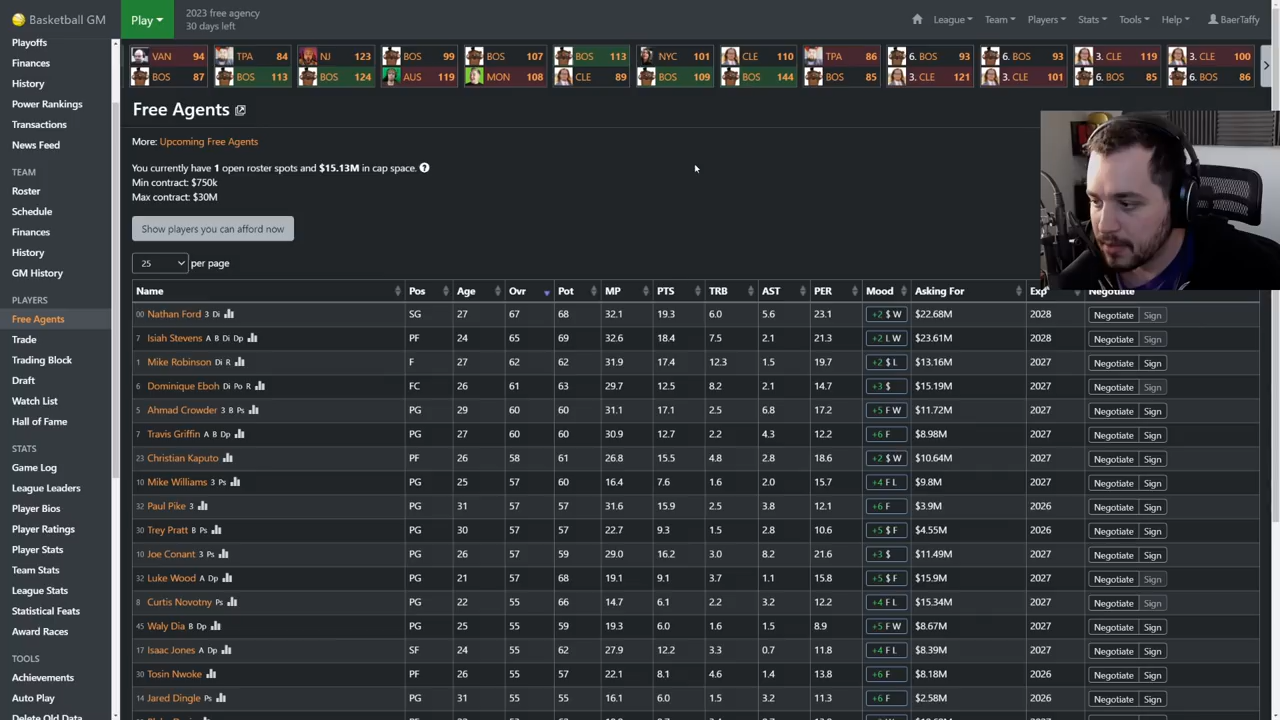 Basketball GM
Play
2023 free agency
30 days left
League
Team
Players
Stats
Tools
Help
BaerTaffy
VAN 94
BOS 87
TPA 84
BOS 113
NJ 123
BOS 124
BOS 99
AUS 119
BOS 107
MON 108
BOS 113
CLE 89
NYC 101
BOS 109
CLE 110
BOS 144
TPA 86
BOS 85
6. BOS 93
3. CLE 121
6. BOS 93
3. CLE 101
3. CLE 119
6. BOS 85
3. CLE 100
6. BOS 86
Playoffs
Finances
History
Power Rankings
Transactions
News Feed
TEAM
Roster
Schedule
Finances
History
GM History
PLAYERS
Free Agents
Trade
Trading Block
Draft
Watch List
Hall of Fame
STATS
Game Log
League Leaders
Player Bios
Player Ratings
Player Stats
Team Stats
League Stats
Statistical Feats
Award Races
TOOLS
Achievements
Auto Play
Delete Old Data
Free Agents
More: Upcoming Free Agents
You currently have 1 open roster spots and $15.13M in cap space.
Min contract: $750k
Max contract: $30M
Show players you can afford now
25 per page
Name Pos Age Ovr Pot MP PTS TRB AST PER Mood Asking For Exp Negotiate
00 Nathan Ford 3 Di SG 27 67 68 32.1 19.3 6.0 5.6 23.1 +2 $ W $22.68M 2028 Negotiate Sign
7 Isiah Stevens A B Di Dp PF 24 65 69 32.6 18.4 7.5 2.1 21.3 +2 L W $23.61M 2028 Negotiate Sign
1 Mike Robinson Di R F 27 62 62 31.9 17.4 12.3 1.5 19.7 +2 $ L $13.16M 2028 Negotiate Sign
6 Dominique Eboh Di Po R FC 26 61 63 29.7 12.5 8.2 2.1 14.7 +3 $ $15.19M 2027 Negotiate Sign
5 Ahmad Crowder 3 B Ps PG 29 60 60 31.1 17.1 2.5 6.8 17.2 +5 F W $11.72M 2027 Negotiate Sign
7 Travis Griffin A B Dp PG 27 60 60 30.9 12.7 2.2 4.3 12.2 +6 F $8.98M 2027 Negotiate Sign
23 Christian Kaputo PF 26 58 61 26.8 15.5 4.8 2.8 18.6 +2 $ W $10.64M 2027 Negotiate Sign
10 Mike Williams 3 Ps PG 25 57 57 16.4 7.6 1.6 2.0 15.7 +4 F L $9.8M 2027 Negotiate Sign
32 Paul Pike 3 PG 31 57 57 31.6 15.9 2.5 3.8 12.1 +6 F $3.9M 2026 Negotiate Sign
30 Trey Pratt B Ps PG 30 57 57 22.7 9.3 1.5 2.8 10.6 +5 $ F $4.55M 2026 Negotiate Sign
10 Joe Conant 3 Ps PG 26 57 59 29.0 16.2 3.0 8.2 21.6 +3 $ $11.49M 2027 Negotiate Sign
32 Luke Wood A Dp PG 21 57 68 19.1 9.1 3.7 1.1 15.8 +5 $ F $15.9M 2027 Negotiate Sign
8 Curtis Novotny Ps PG 22 55 66 14.7 6.1 2.2 3.2 12.2 +4 F L $15.34M 2027 Negotiate Sign
45 Waly Dia B Dp PG 25 55 59 19.3 6.0 1.6 1.5 8.9 +5 F W $8.67M 2027 Negotiate Sign
17 Isaac Jones A Dp SF 24 55 62 27.9 12.2 3.3 0.7 11.8 +4 F L $8.39M 2027 Negotiate Sign
30 Tosin Nwoke PF 26 55 57 22.1 8.1 4.6 1.4 13.8 +6 F $8.18M 2026 Negotiate Sign
14 Jared Dingle Ps PG 31 55 55 16.1 6.0 1.5 3.2 11.3 +6 F $2.58M 2026 Negotiate Sign